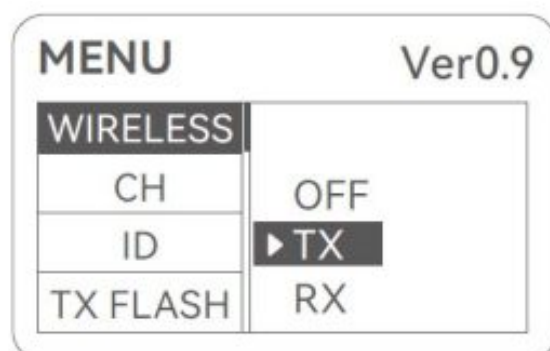 MENU Ver0.9
WIRELESS
CH
OFF
ID
TX
TX FLASH
RX